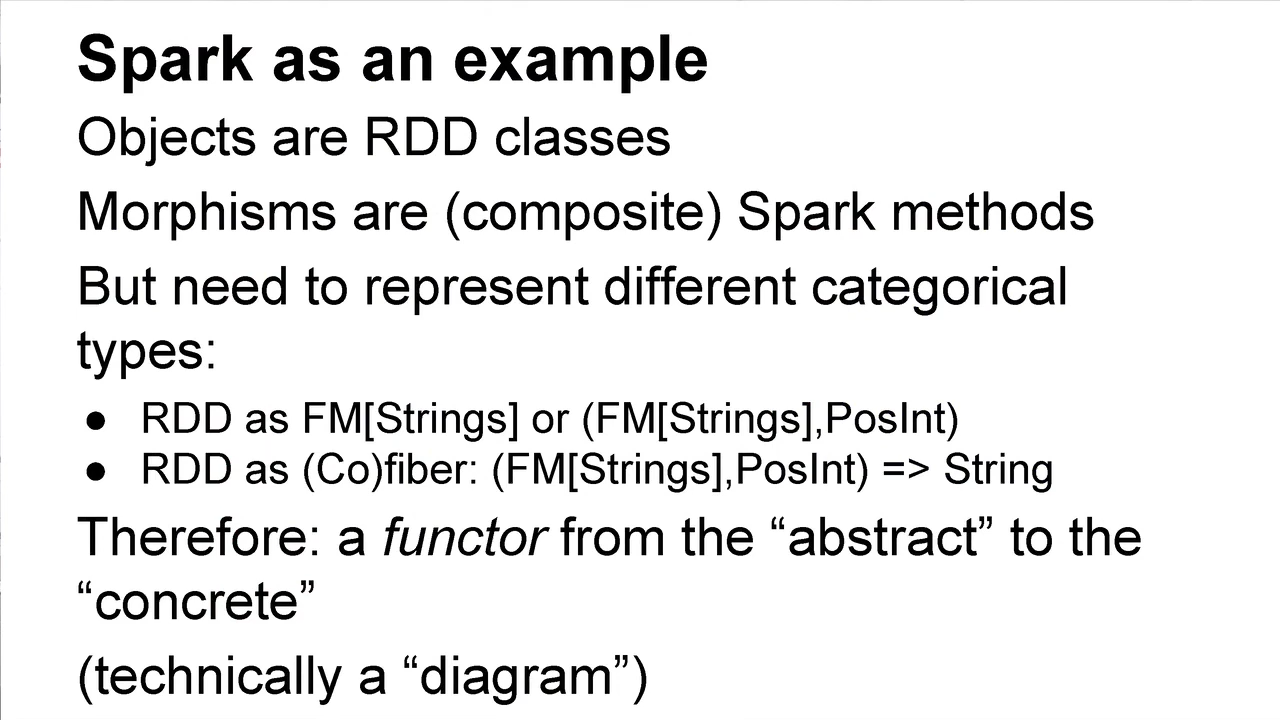 Spark as an example
Objects are RDD classes
Morphisms are (composite) Spark methods
But need to represent different categorical
types:
● RDD as FM[Strings] or (FM[Strings],PosInt)
● RDD as (Co)fiber: (FM[Strings],PosInt) => String
Therefore: a functor from the “abstract” to the
“concrete”
(technically a “diagram”)